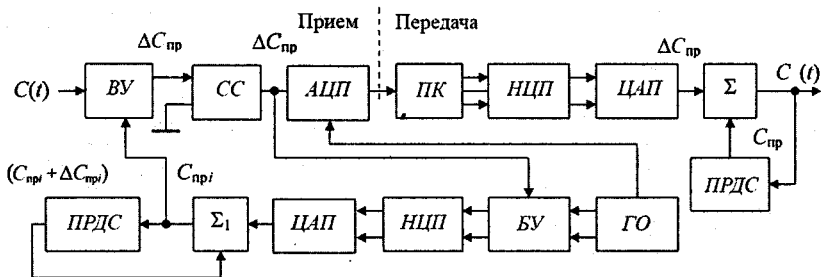 Прием
Передача
ΔCпр
ΔCпр
ΔCпр
C(t)
ВУ
СС
АЦП
ПК
НЦП
ЦАП
Σ
C (t)
Cпр
ПРДС
(Cпрi + ΔCпрi)
Cпрi
ПРДС
Σ1
ЦАП
НЦП
БУ
ГО